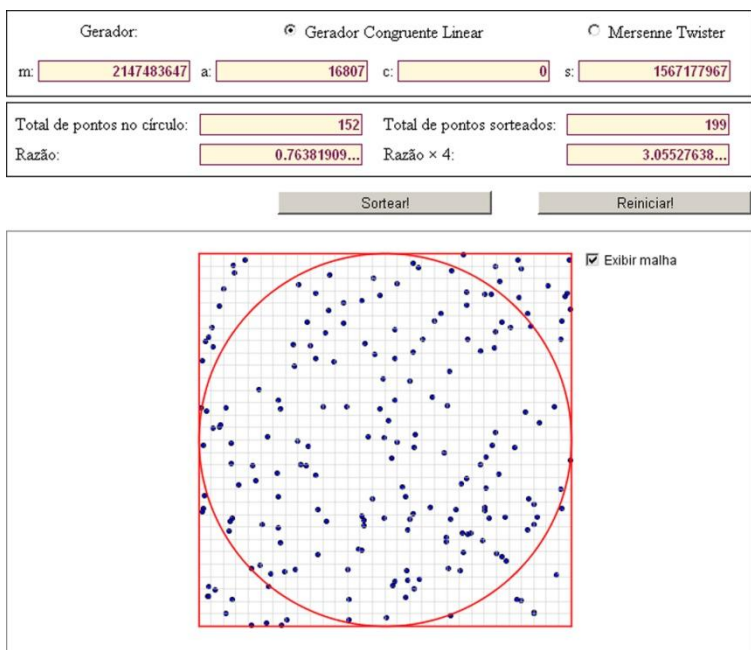 Gerador: Gerador Congruente Linear Mersenne Twister
m: 2147483647 a: 16807 c: 0 s: 1567177967
Total de pontos no círculo: 152 Total de pontos sorteados: 199
Razão: 0.76381909... Razão × 4: 3.05527638...
Sortear! Reiniciar!
Exibir malha